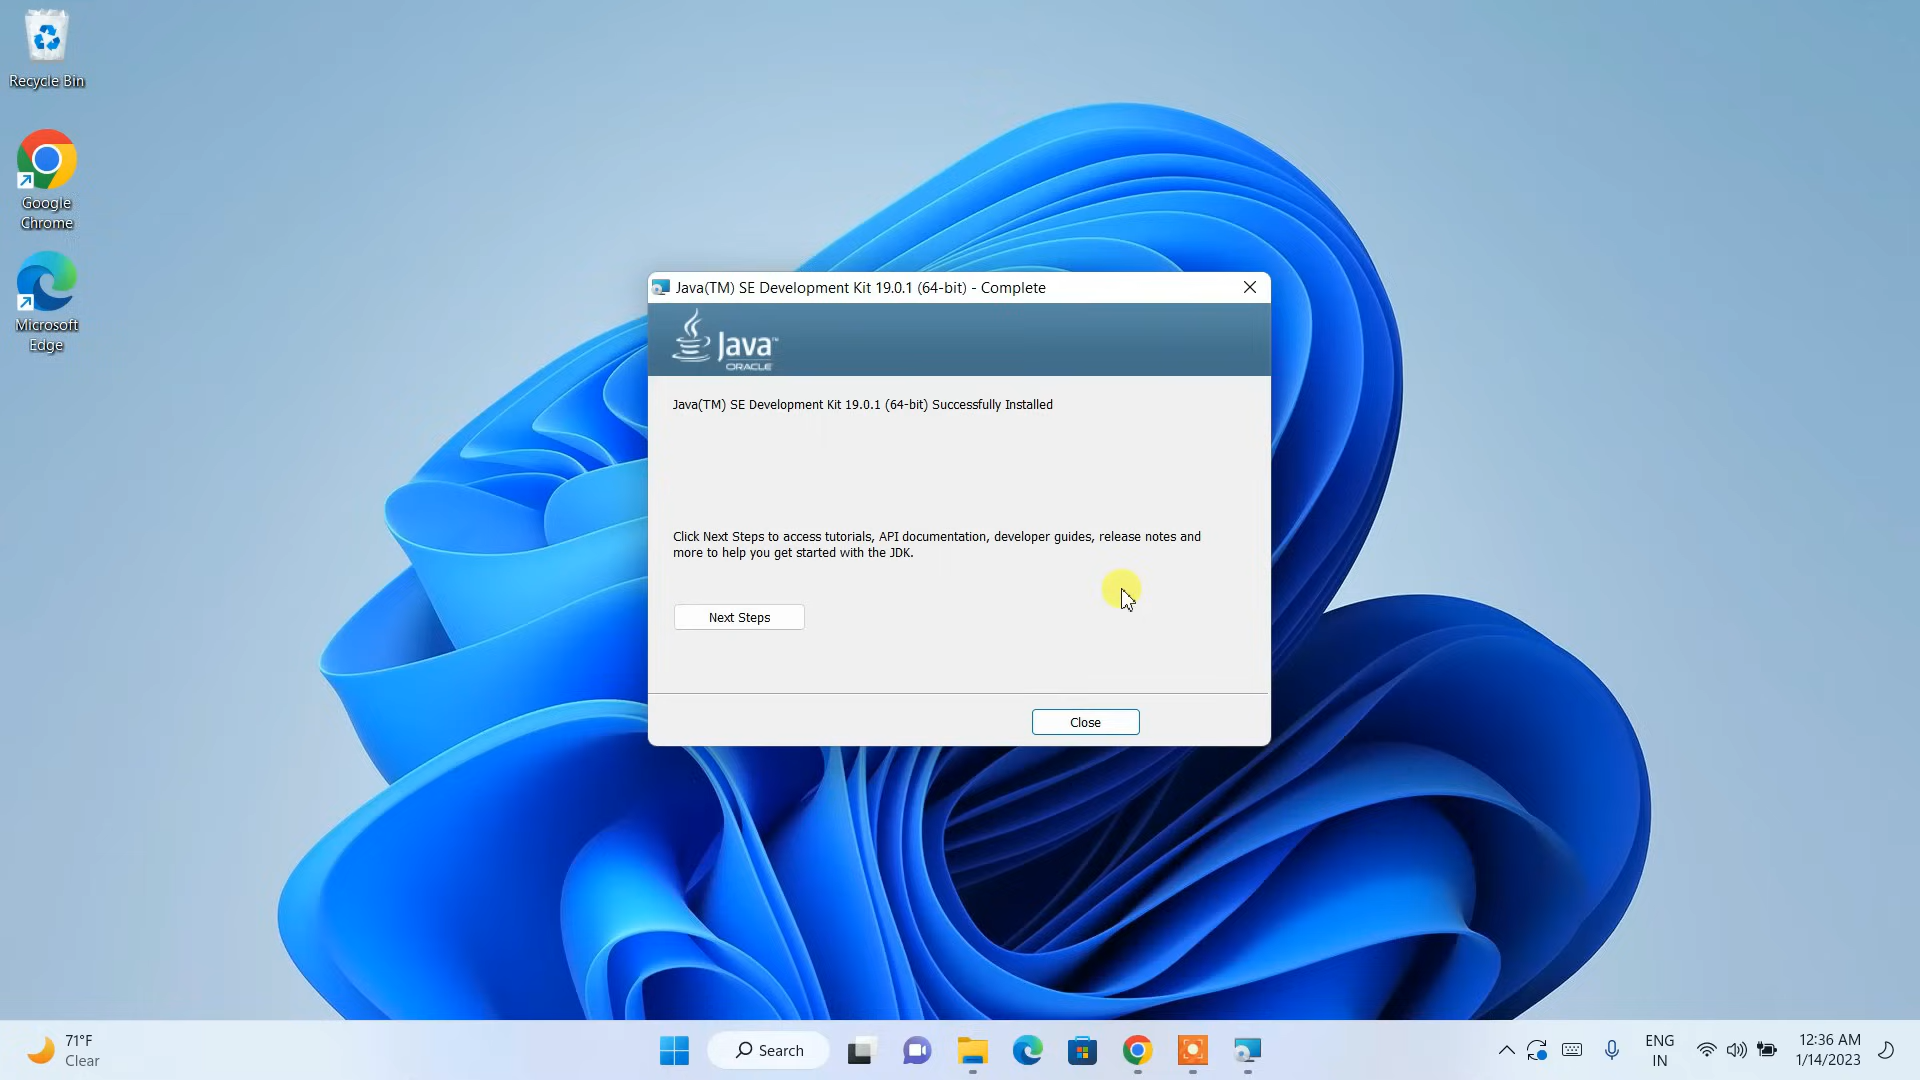 Recycle Bin
Google
Chrome
Microsoft
Edge
Java(TM) SE Development Kit 19.0.1 (64-bit) - Complete
Java™
ORACLE
Java(TM) SE Development Kit 19.0.1 (64-bit) Successfully Installed
Click Next Steps to access tutorials, API documentation, developer guides, release notes and
more to help you get started with the JDK.
Next Steps
Close
71°F
Clear
Search
ENG
IN
12:36 AM
1/14/2023